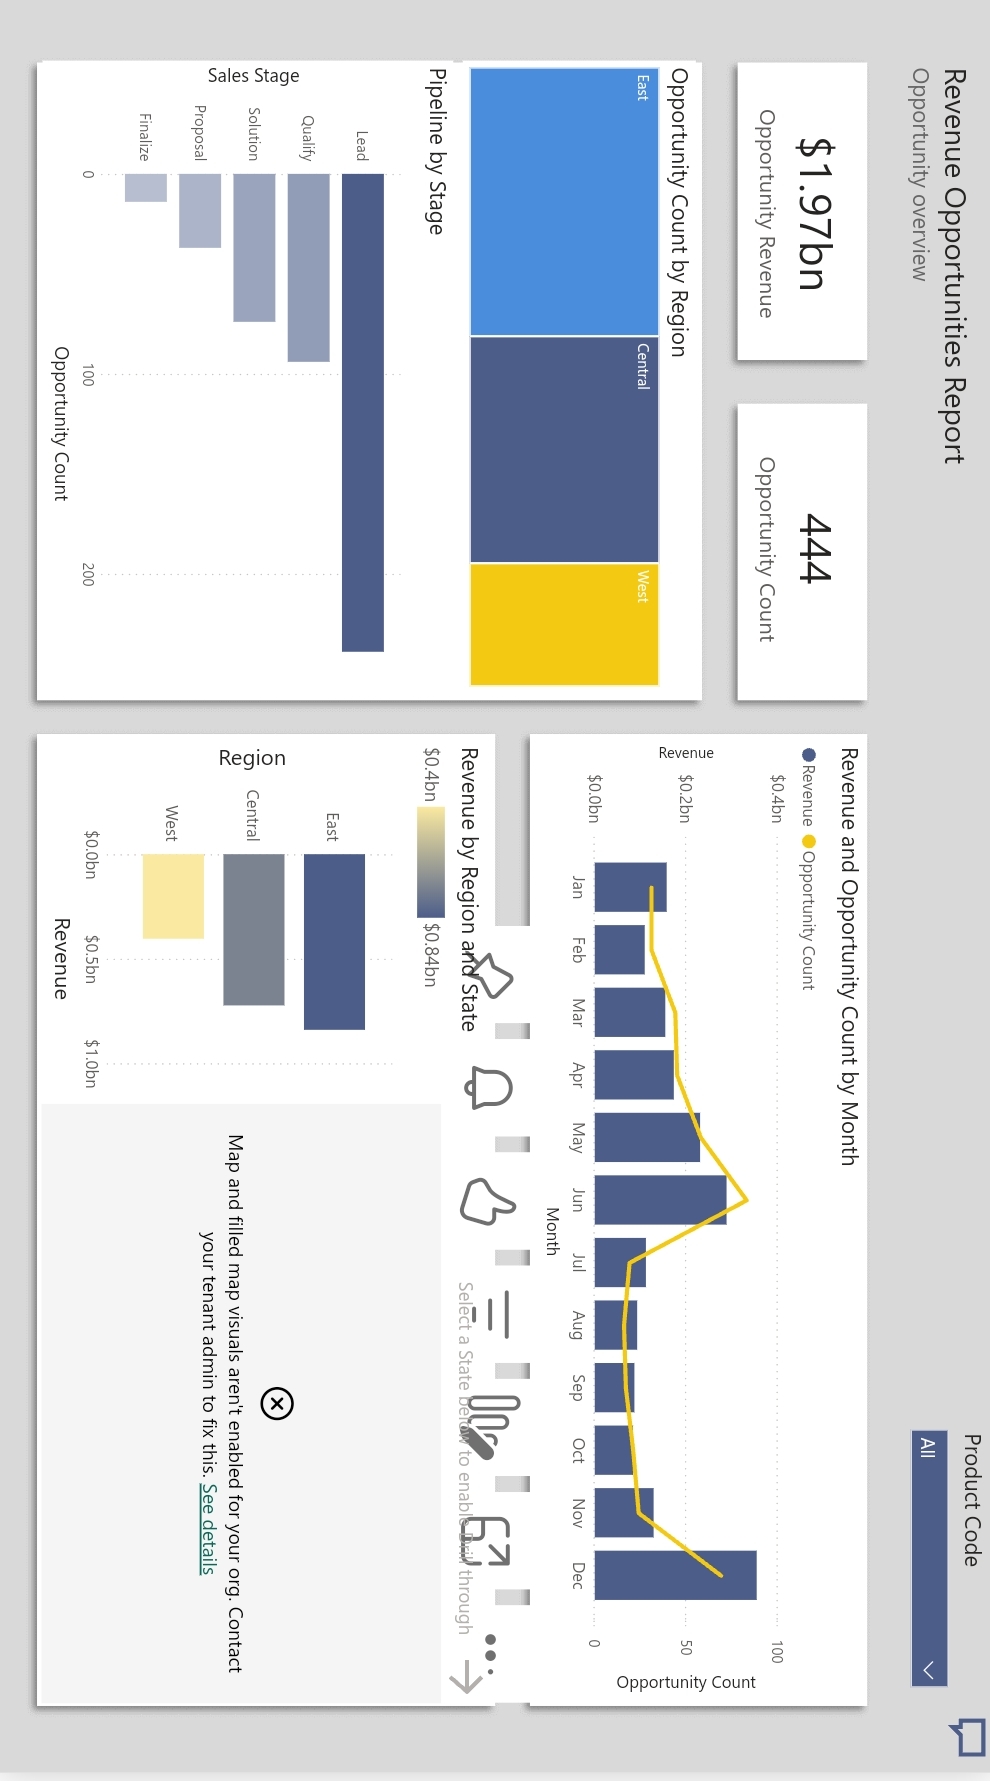 Revenue Opportunities Report
Opportunity overview
Product Code
All
$1.97bn
Opportunity Revenue
444
Opportunity Count
Revenue and Opportunity Count by Month
Revenue Opportunity Count
$0.4bn
$0.2bn
$0.0bn
Revenue
100
50
0
Opportunity Count
Jan Feb Mar Apr May Jun Jul Aug Sep Oct Nov Dec
Month
Opportunity Count by Region
East Central West
Pipeline by Stage
Sales Stage
Lead
Qualify
Solution
Proposal
Finalize
0 100 200
Opportunity Count
Revenue by Region and State
Select a State below to enable Drill through
$0.4bn $0.84bn
Region
East
Central
West
$0.0bn $0.5bn $1.0bn
Revenue
Map and filled map visuals aren't enabled for your org. Contact
your tenant admin to fix this. See details